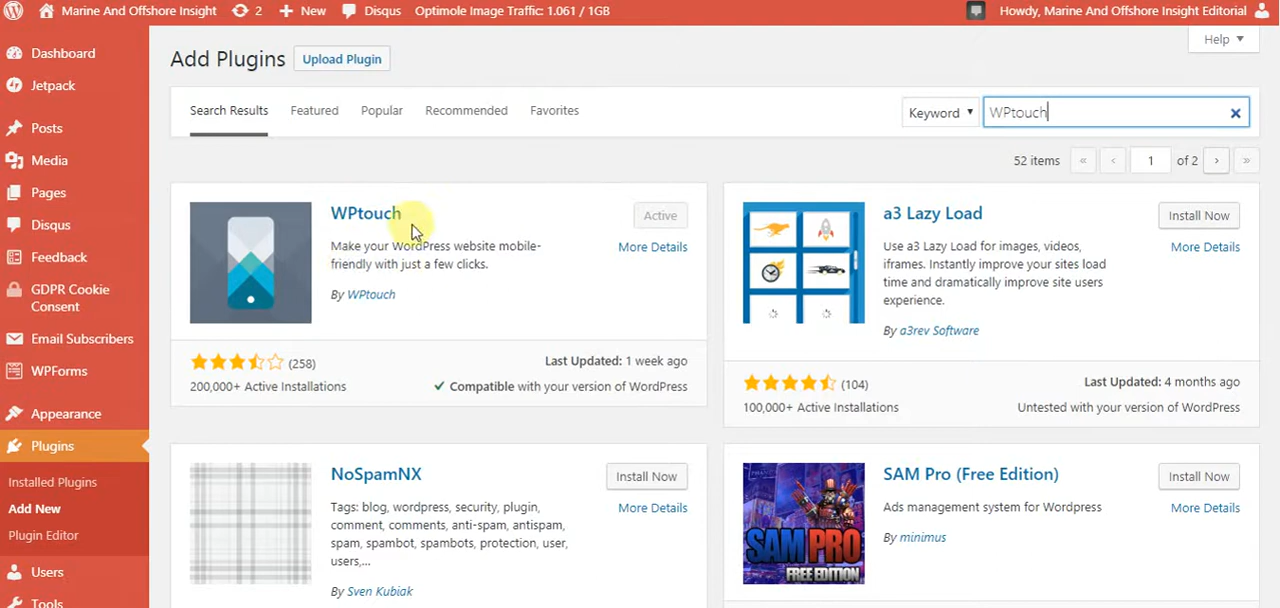 Marine And Offshore Insight
2
New
Disqus
Optimole Image Traffic: 1.061 / 1GB
Howdy, Marine And Offshore Insight Editorial
Help ▼
Dashboard
Jetpack
Posts
Media
Pages
Disqus
Feedback
GDPR Cookie
Consent
Email Subscribers
WPForms
Appearance
Plugins
Installed Plugins
Add New
Plugin Editor
Users
Tools
Add Plugins
Upload Plugin
Search Results
Featured
Popular
Recommended
Favorites
Keyword ▼
WPtouch
52 items
«
‹
1
of 2
›
»
WPtouch
Active
More Details
Make your WordPress website mobile-
friendly with just a few clicks.
By WPtouch
(258)
200,000+ Active Installations
Last Updated: 1 week ago
✓ Compatible with your version of WordPress
a3 Lazy Load
Install Now
More Details
Use a3 Lazy Load for images, videos,
iframes. Instantly improve your sites load
time and dramatically improve site users
experience.
By a3rev Software
(104)
100,000+ Active Installations
Last Updated: 4 months ago
Untested with your version of WordPress
NoSpamNX
Install Now
More Details
Tags: blog, wordpress, security, plugin,
comment, comments, anti-spam, antispam,
spam, spambot, spambots, protection, user,
users,...
By Sven Kubiak
SAM PRO
FREE EDITION
SAM Pro (Free Edition)
Install Now
More Details
Ads management system for Wordpress
By minimus